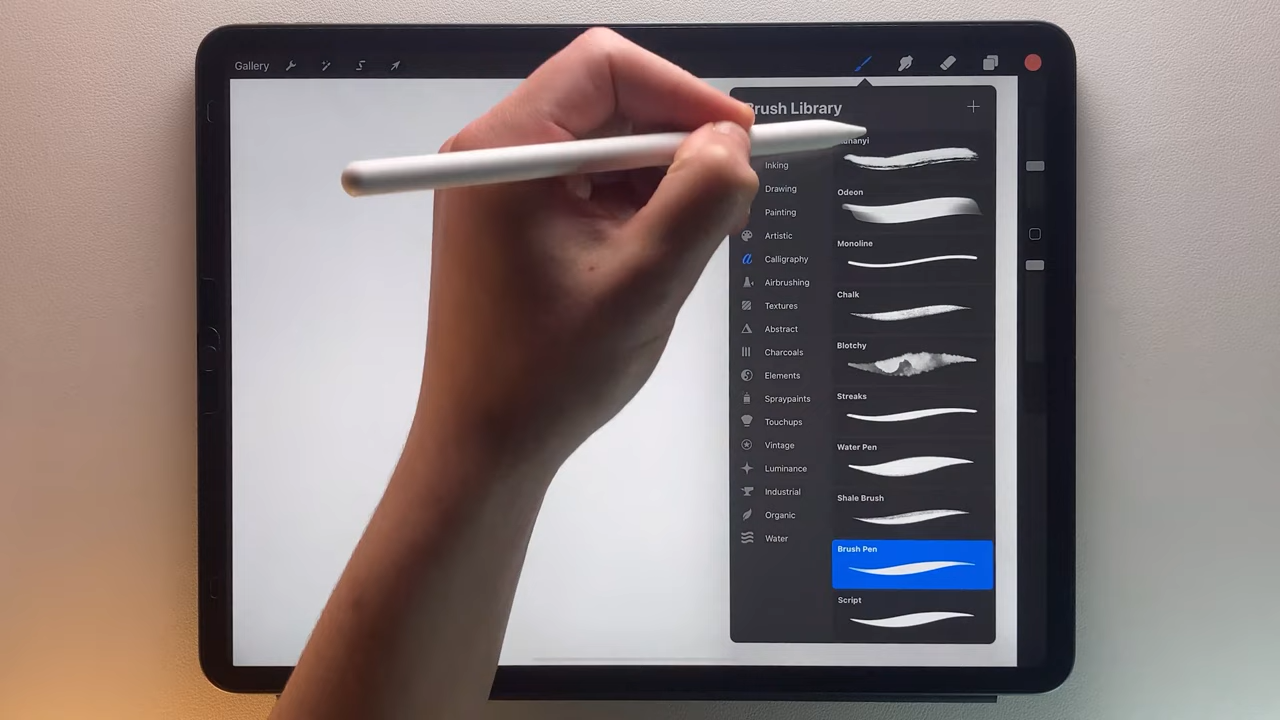 Gallery
Brush Library
Inking
Drawing
Painting
Artistic
Calligraphy
Airbrushing
Textures
Abstract
Charcoals
Elements
Spraypaints
Touchups
Vintage
Luminance
Industrial
Organic
Water
Odeon
Monoline
Chalk
Blotchy
Streaks
Water Pen
Shale Brush
Brush Pen
Script